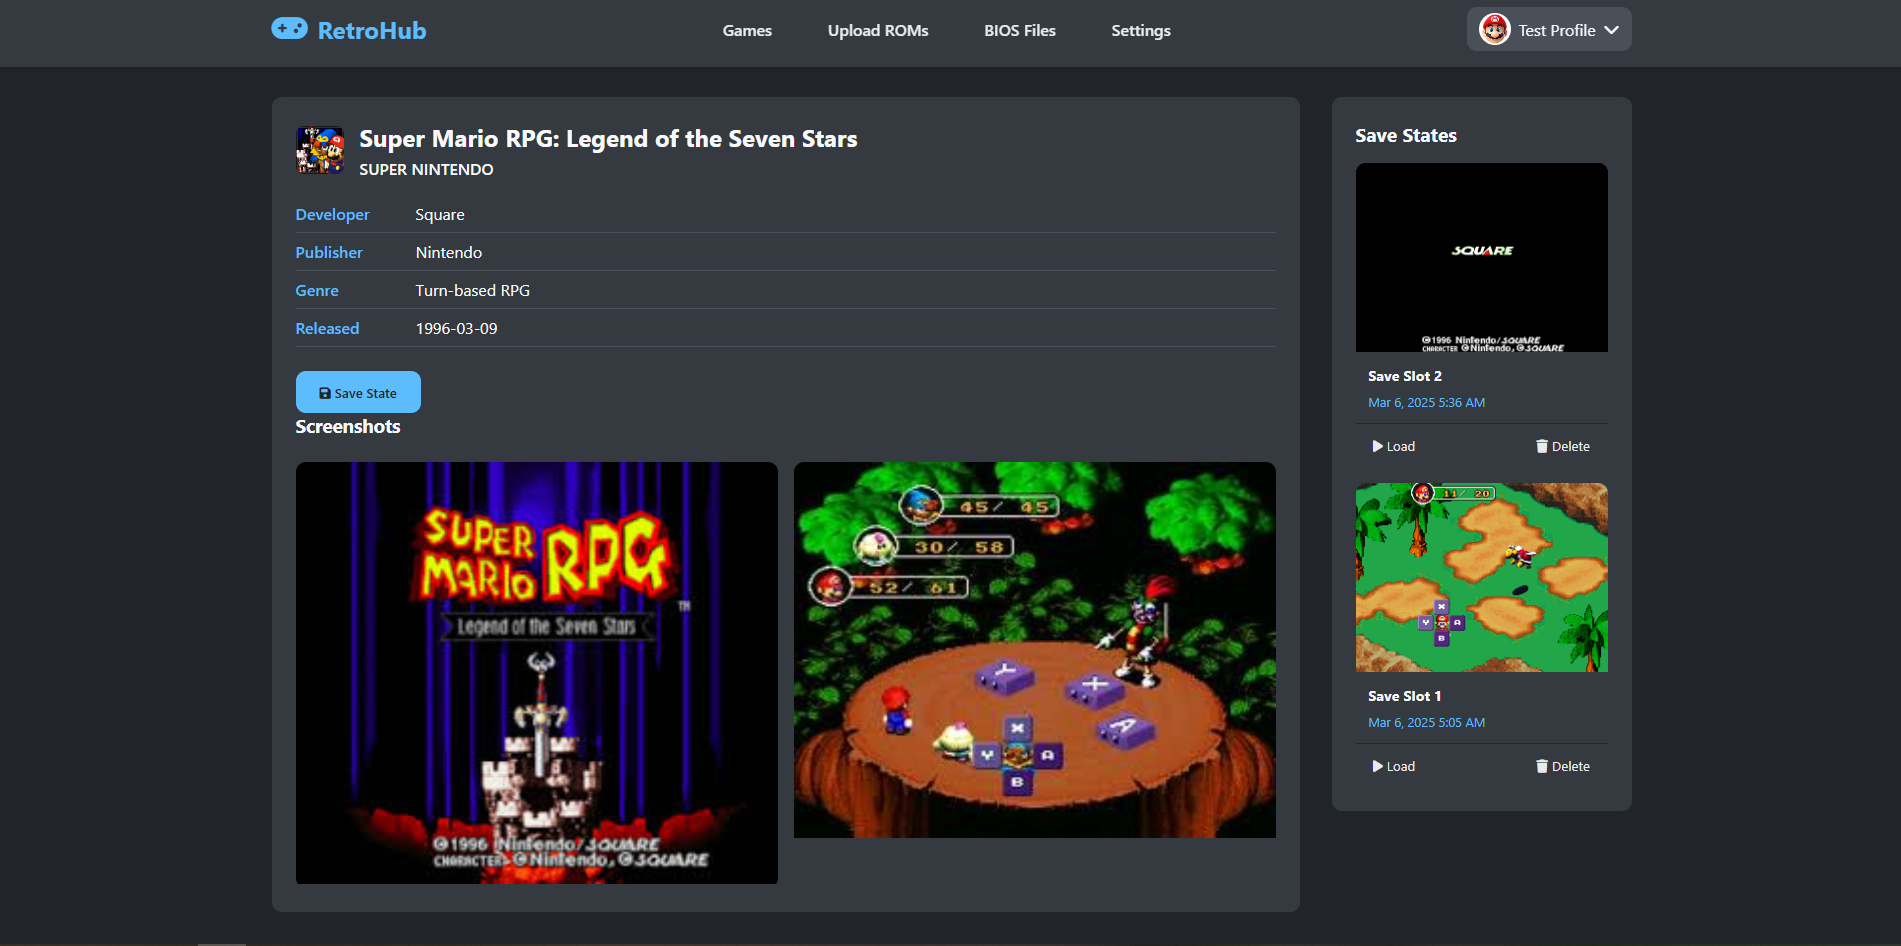 RetroHub
Games
Upload ROMs
BIOS Files
Settings
Test Profile
Super Mario RPG: Legend of the Seven Stars
SUPER NINTENDO
Developer Square
Publisher Nintendo
Genre Turn-based RPG
Released 1996-03-09
Save State
Screenshots
SUPER
MARIO RPG
TM
Legend of the Seven Stars
©1996 Nintendo/SQUARE
CHARACTER ©Nintendo, ©SQUARE
45/ 45
30/ 58
52/ 61
Y
X
A
X
Y A
B
Save States
SQUARE
©1996 Nintendo/SQUARE
CHARACTER ©Nintendo, ©SQUARE
Save Slot 2
Mar 6, 2025 5:36 AM
Load
Delete
11/ 20
X
Y A
B
Save Slot 1
Mar 6, 2025 5:05 AM
Load
Delete